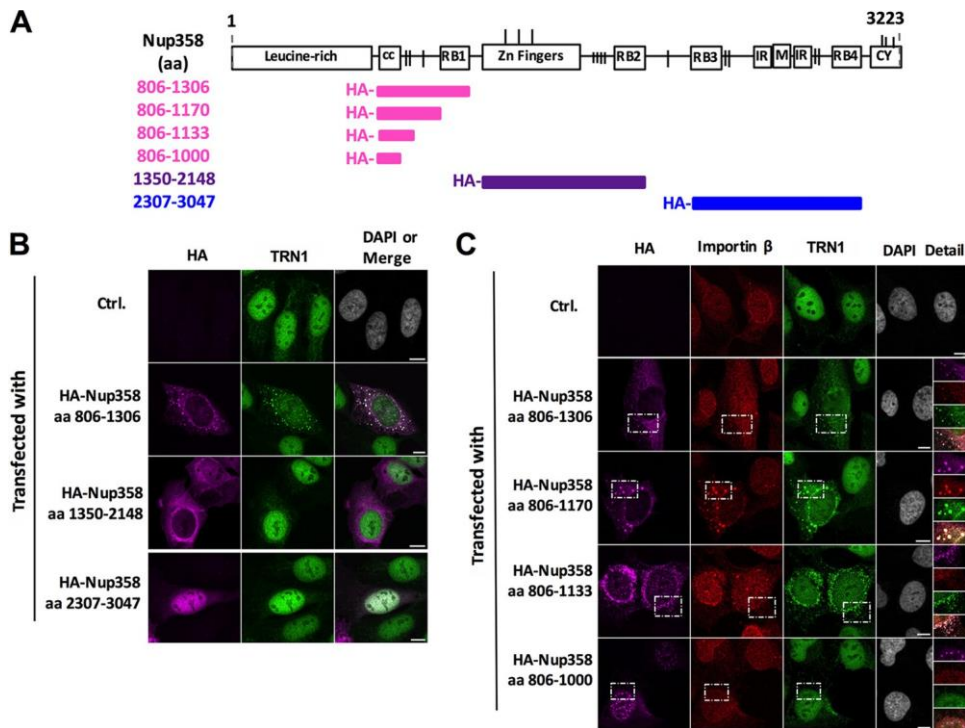 A
1
3223
Nup358
(aa)
Leucine-rich
cc
RB1
Zn Fingers
RB2
RB3
IR
M
IR
RB4
CY
806-1306
HA-
806-1170
HA-
806-1133
HA-
806-1000
HA-
1350-2148
HA-
2307-3047
HA-
B
HA
TRN1
DAPI or
Merge
Transfected with
Ctrl.
HA-Nup358
aa 806-1306
HA-Nup358
aa 1350-2148
HA-Nup358
aa 2307-3047
C
HA
Importin β
TRN1
DAPI
Detail
Transfected with
Ctrl.
HA-Nup358
aa 806-1306
HA-Nup358
aa 806-1170
HA-Nup358
aa 806-1133
HA-Nup358
aa 806-1000